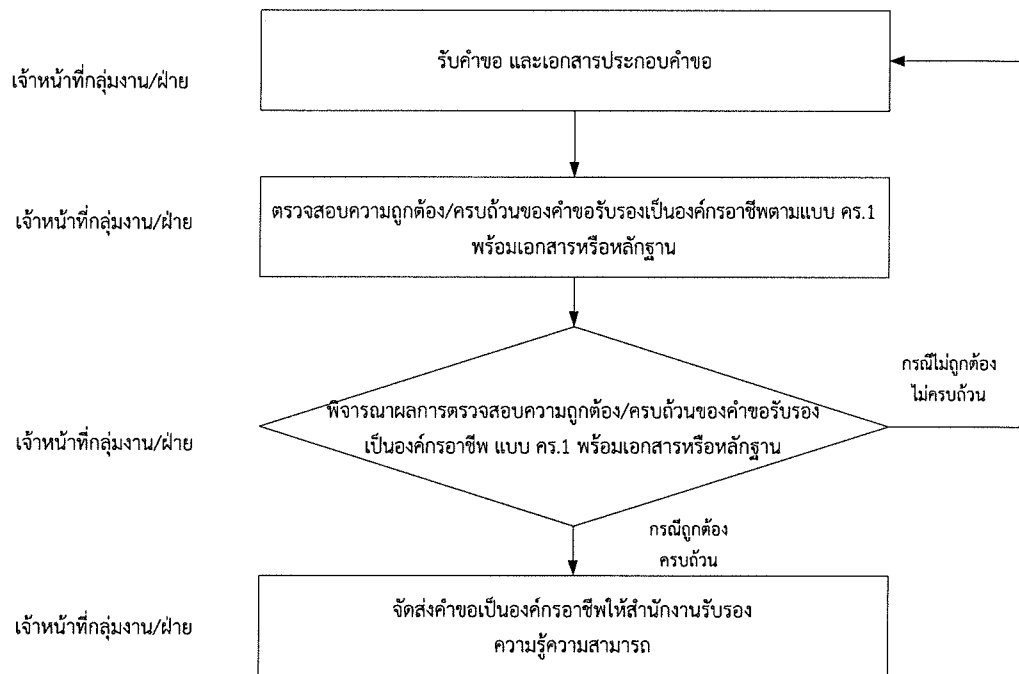 เจ้าหน้าที่กลุ่มงาน/ฝ่าย
รับคำขอ และเอกสารประกอบคำขอ
เจ้าหน้าที่กลุ่มงาน/ฝ่าย
ตรวจสอบความถูกต้อง/ครบถ้วนของคำขอรับรองเป็นองค์กรอาชีพตามแบบ คร.1
พร้อมเอกสารหรือหลักฐาน
กรณีไม่ถูกต้อง
ไม่ครบถ้วน
เจ้าหน้าที่กลุ่มงาน/ฝ่าย
พิจารณาผลการตรวจสอบความถูกต้อง/ครบถ้วนของคำขอรับรอง
เป็นองค์กรอาชีพ แบบ คร.1 พร้อมเอกสารหรือหลักฐาน
กรณีถูกต้อง
ครบถ้วน
เจ้าหน้าที่กลุ่มงาน/ฝ่าย
จัดส่งคำขอเป็นองค์กรอาชีพให้สำนักงานรับรอง
ความรู้ความสามารถ